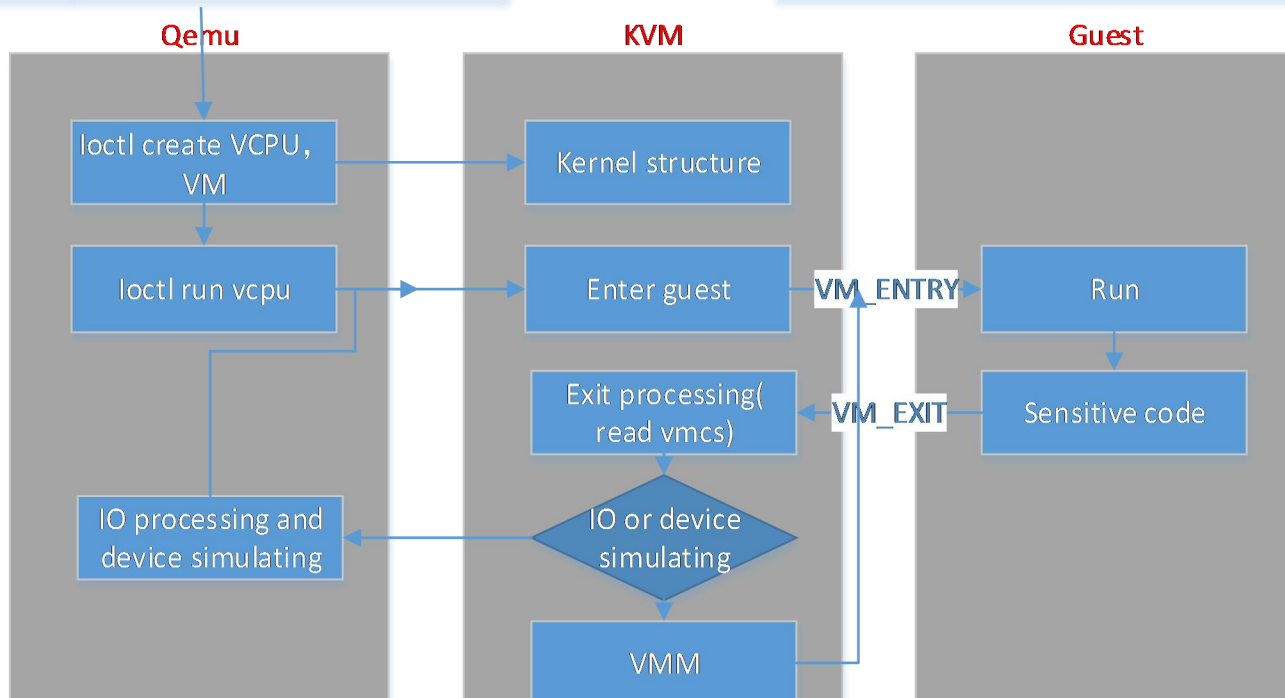 Qemu
KVM
Guest
Ioctl create VCPU，
VM
Kernel structure
Ioctl run vcpu
Enter guest
VM_ENTRY
Run
Exit processing(
read vmcs)
VM_EXIT
Sensitive code
IO processing and
device simulating
IO or device
simulating
VMM